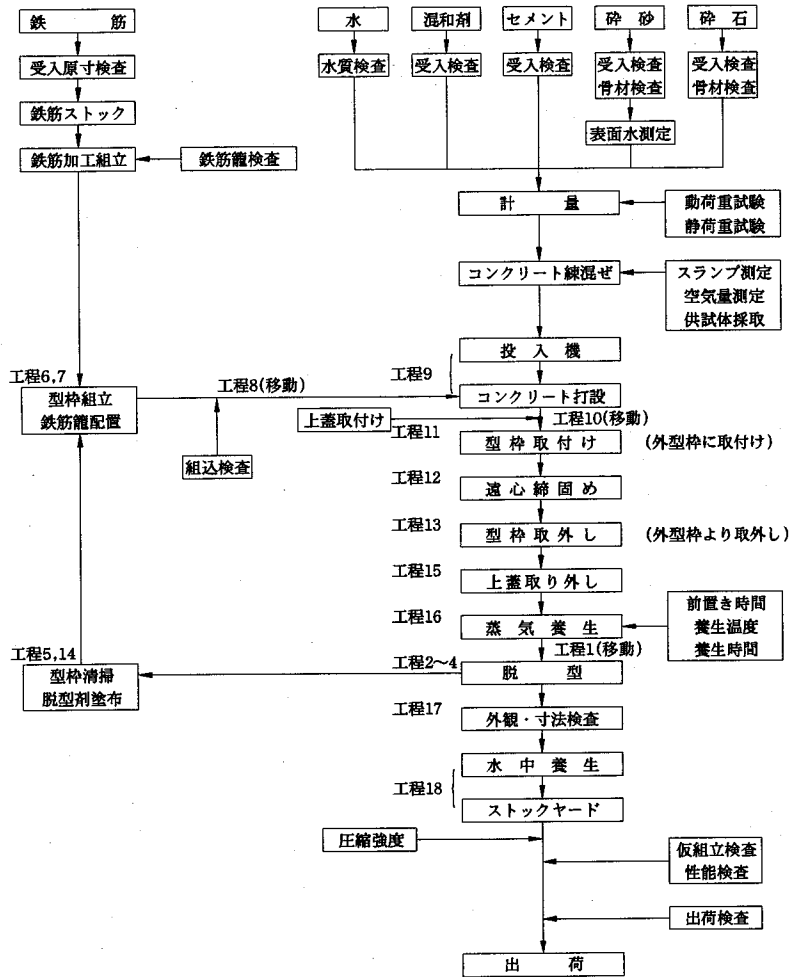 鉄筋
水
混和剤
セメント
砕砂
砕石
受入原寸検査
水質検査
受入検査
受入検査
受入検査
骨材検査
受入検査
骨材検査
鉄筋ストック
表面水測定
鉄筋加工組立
鉄筋籠検査
計量
動荷重試験
静荷重試験
コンクリート練混ぜ
スランプ測定
空気量測定
供試体採取
投入機
工程6,7
工程8(移動)
工程9
型枠組立
鉄筋籠配置
コンクリート打設
上蓋取付け
工程10(移動)
工程11
型枠取付け
(外型枠に取付け)
組込検査
工程12
遠心締固め
工程13
型枠取外し
(外型枠より取外し)
工程15
上蓋取り外し
工程16
蒸気養生
前置き時間
養生温度
養生時間
工程1(移動)
工程5,14
工程2〜4
型枠清掃
脱型剤塗布
脱型
工程17
外観・寸法検査
水中養生
工程18
ストックヤード
圧縮強度
仮組立検査
性能検査
出荷検査
出荷